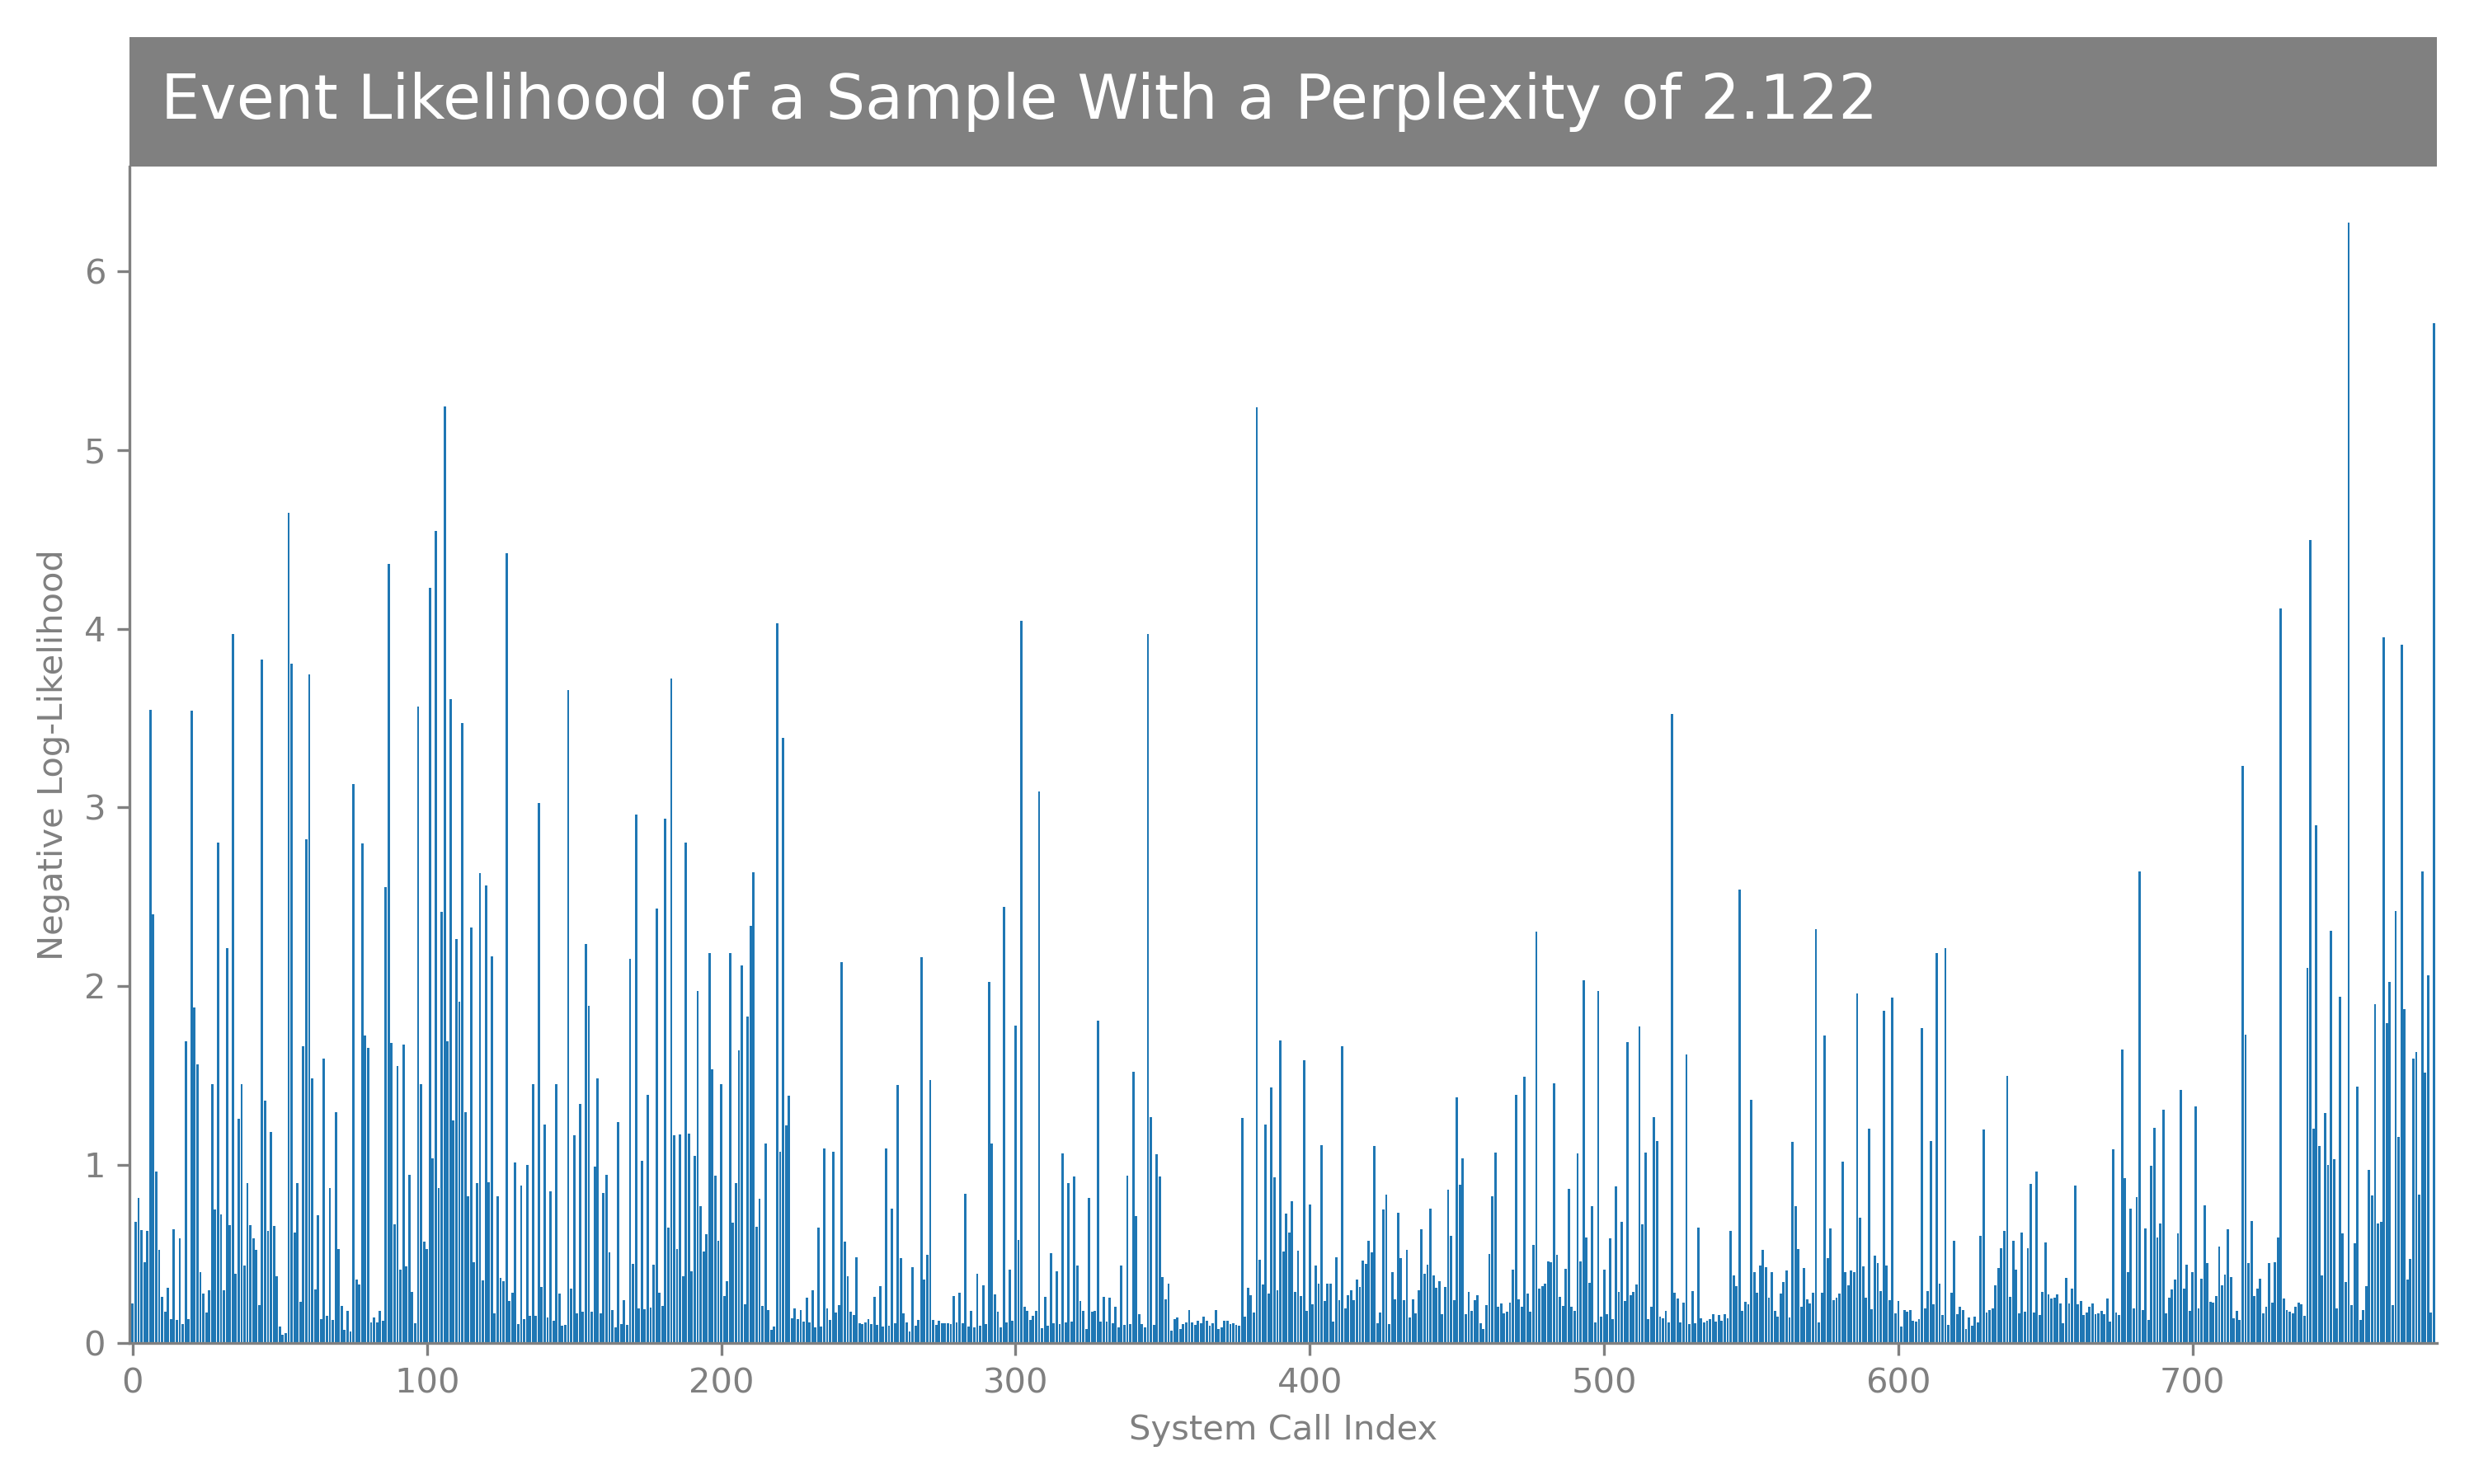 Event Likelihood of a Sample With a Perplexity of 2.122
6
5
4
3
2
1
0
Negative Log-Likelihood
0 100 200 300 400 500 600 700
System Call Index